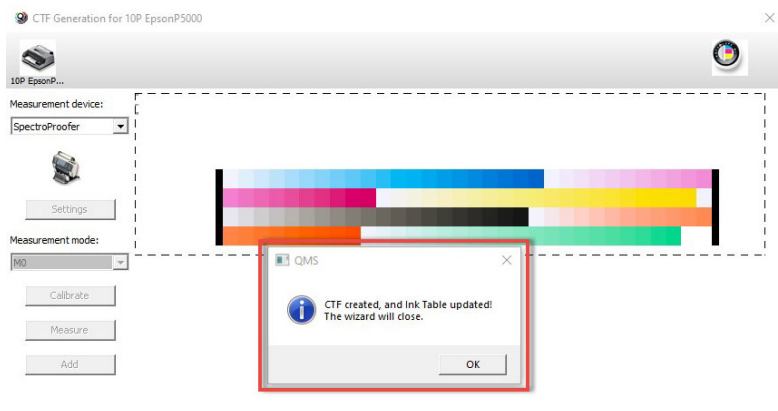 CTF Generation for 10P EpsonP5000
10P EpsonP...
Measurement device:
SpectroProofer
Settings
Measurement mode:
M0
Calibrate
Measure
Add
QMS
CTF created, and Ink Table updated!
The wizard will close.
OK